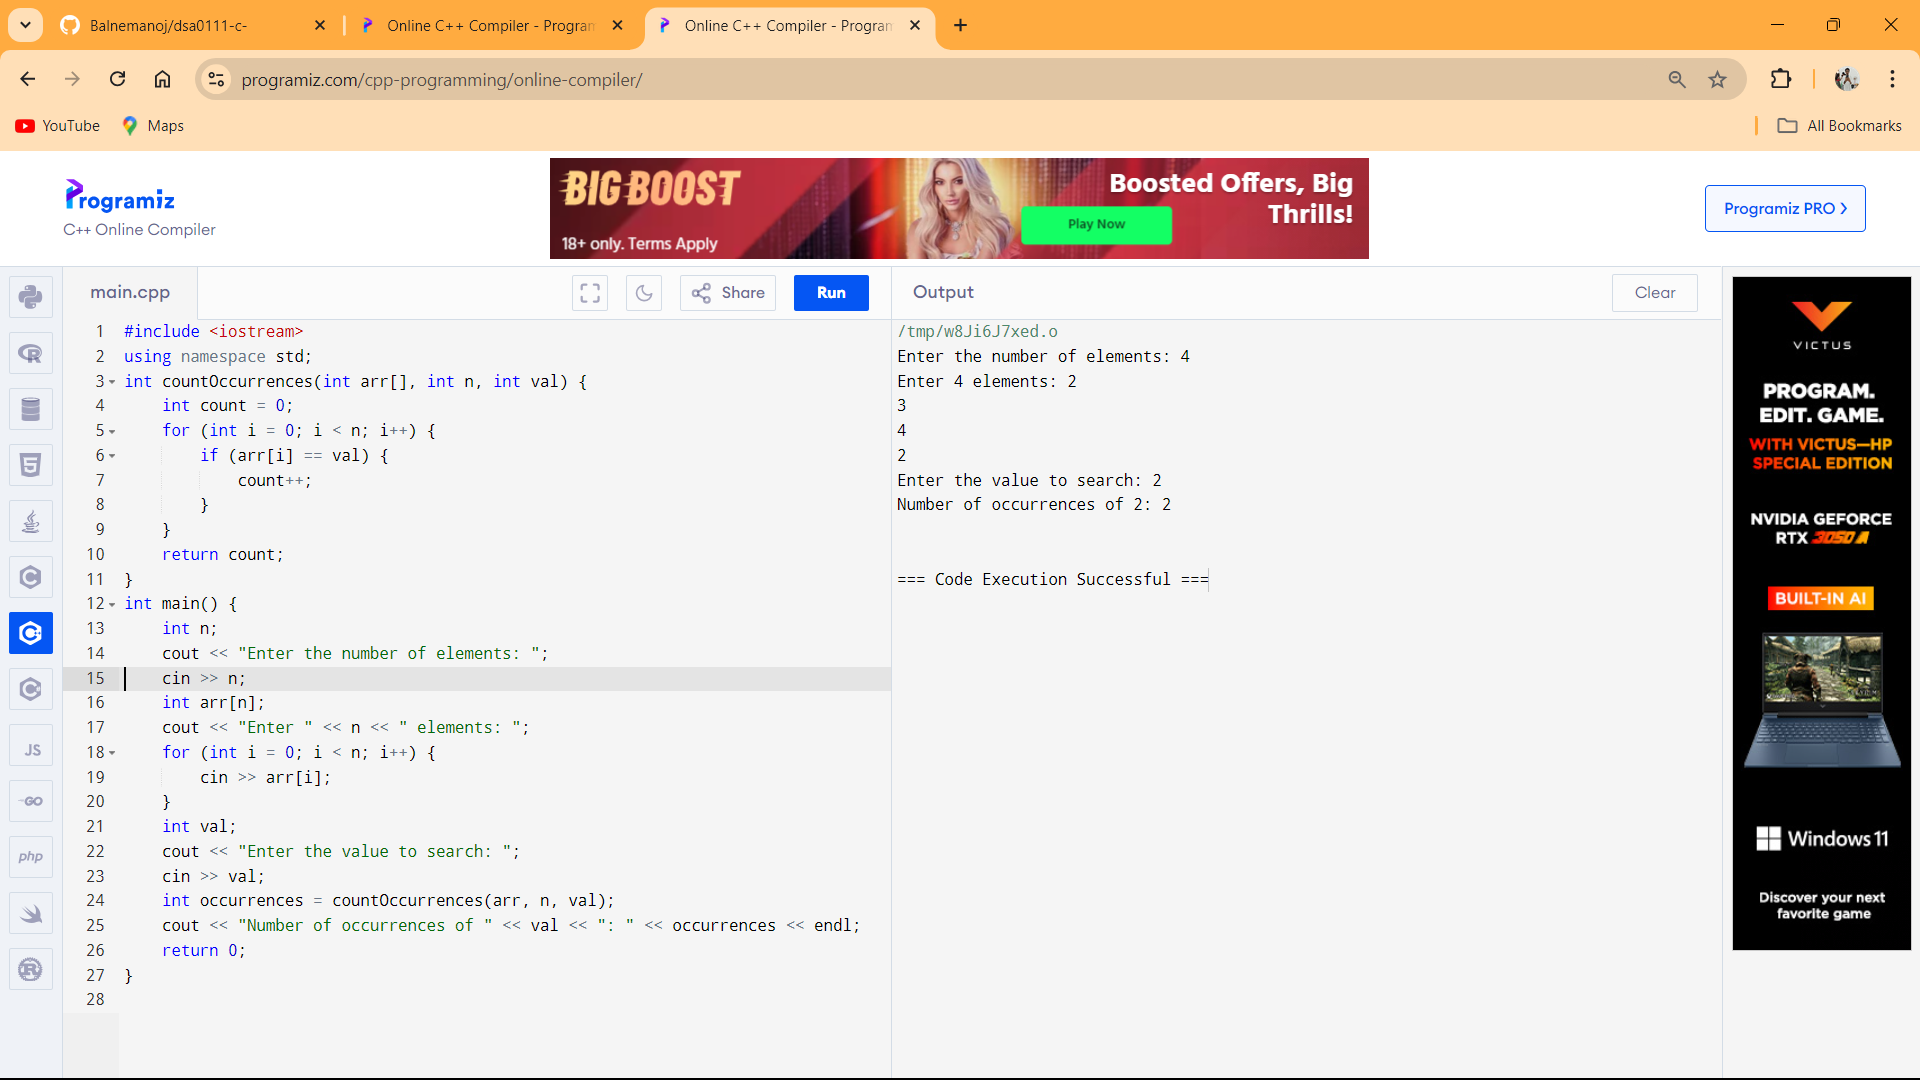 Balnemanoj/dsa0111-c-
Online C++ Compiler - Program
Online C++ Compiler - Program
programiz.com/cpp-programming/online-compiler/
YouTube
Maps
All Bookmarks
Programiz
C++ Online Compiler
BIG BOOST
18+ only. Terms Apply
Boosted Offers, Big
Thrills!
Play Now
Programiz PRO
main.cpp
Share
Run
1 #include <iostream>
2 using namespace std;
3 int countOccurrences(int arr[], int n, int val) {
4 int count = 0;
5 for (int i = 0; i < n; i++) {
6 if (arr[i] == val) {
7 count++;
8 }
9 }
10 return count;
11 }
12 int main() {
13 int n;
14 cout << "Enter the number of elements: ";
15 cin >> n;
16 int arr[n];
17 cout << "Enter " << n << " elements: ";
18 for (int i = 0; i < n; i++) {
19 cin >> arr[i];
20 }
21 int val;
22 cout << "Enter the value to search: ";
23 cin >> val;
24 int occurrences = countOccurrences(arr, n, val);
25 cout << "Number of occurrences of " << val << ": " << occurrences << endl;
26 return 0;
27 }
28
JS
GO
php
Output
Clear
/tmp/w8Ji6J7xed.o
Enter the number of elements: 4
Enter 4 elements: 2
3
4
2
Enter the value to search: 2
Number of occurrences of 2: 2
=== Code Execution Successful ===
VICTUS
PROGRAM.
EDIT. GAME.
WITH VICTUS—HP
SPECIAL EDITION
NVIDIA GEFORCE
RTX 3050 A
BUILT-IN AI
Windows 11
Discover your next
favorite game